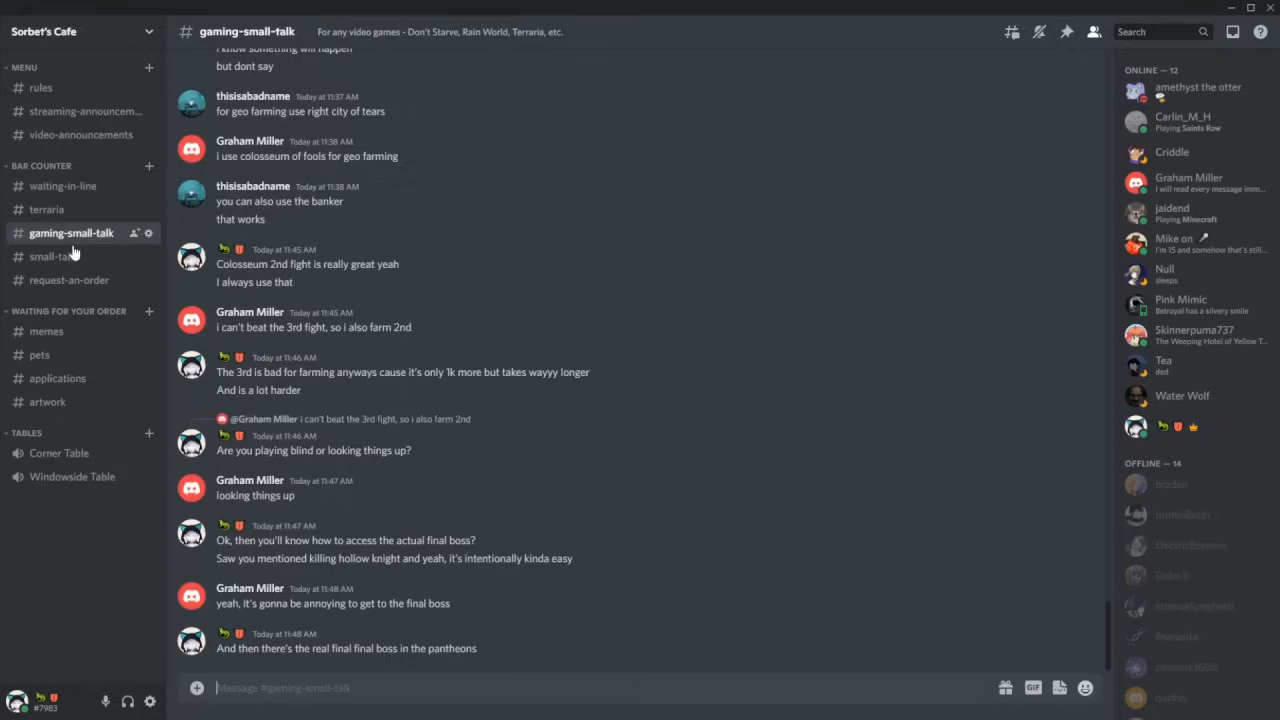 Sorbet's Cafe
# gaming-small-talk
For any video games - Don't Starve, Rain World, Terraria, etc.
Search
MENU
# rules
# streaming-announcem...
# video-announcements
BAR COUNTER
# waiting-in-line
# terraria
# gaming-small-talk
# small-ta
# request-an-order
WAITING FOR YOUR ORDER
# memes
# pets
# applications
# artwork
TABLES
Corner Table
Windowside Table
#7983
I know something will happen
but dont say
thisisabadname Today at 11:37 AM
for geo farming use right city of tears
Graham Miller Today at 11:38 AM
i use colosseum of fools for geo farming
thisisabadname Today at 11:38 AM
you can also use the banker
that works
Today at 11:45 AM
Colosseum 2nd fight is really great yeah
I always use that
Graham Miller Today at 11:45 AM
i can't beat the 3rd fight, so i also farm 2nd
Today at 11:46 AM
The 3rd is bad for farming anyways cause it's only 1k more but takes wayyy longer
And is a lot harder
@Graham Miller i can't beat the 3rd fight, so i also farm 2nd
Today at 11:46 AM
Are you playing blind or looking things up?
Graham Miller Today at 11:47 AM
looking things up
Today at 11:47 AM
Ok, then you'll know how to access the actual final boss?
Saw you mentioned killing hollow knight and yeah, it's intentionally kinda easy
Graham Miller Today at 11:48 AM
yeah, it's gonna be annoying to get to the final boss
Today at 11:48 AM
And then there's the real final final boss in the pantheons
Message #gaming-small-talk
GIF
ONLINE — 12
amethyst the otter
Carlin_M_H
Playing Saints Row
Criddle
Graham Miller
I will read every message imm...
jaidend
Playing Minecraft
Mike on
I'm 15 and somehow that's still...
Null
sleeps
Pink Mimic
Betrayal has a silvery smile
Skinnerpuma737
The Weeping Hotel of Yellow T...
Tea
ded
Water Wolf
OFFLINE — 14
braden
Pearasite
phoenix3605